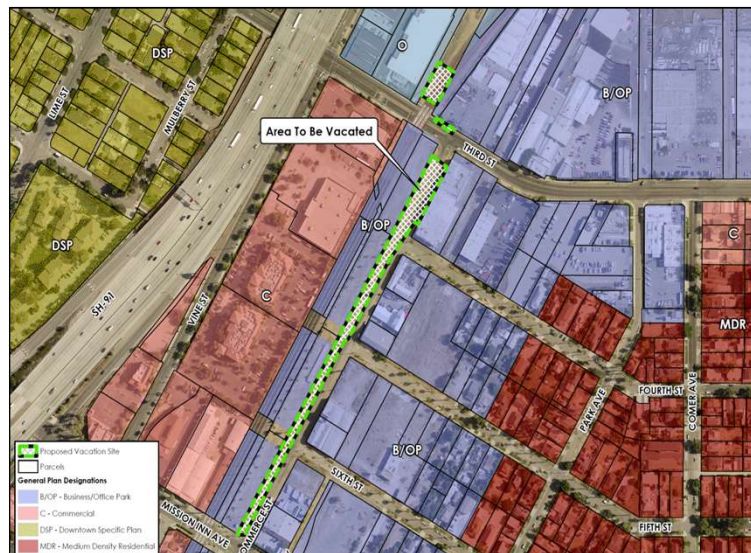 DSP
LIME ST
MULBERRY ST
O
B/OP
Area To Be Vacated
THIRD ST
B/OP
C
DSP
SH-91
VINE ST
C
MDR
FOURTH ST
PARK AVE
COMER AVE
B/OP
SIXTH ST
FIFTH ST
MISSION INN AVE
OMMERCE ST
Proposed Vacation Site
Parcels
General Plan Designations
B/OP - Business/Office Park
C - Commercial
DSP - Downtown Specific Plan
MDR - Medium Density Residential